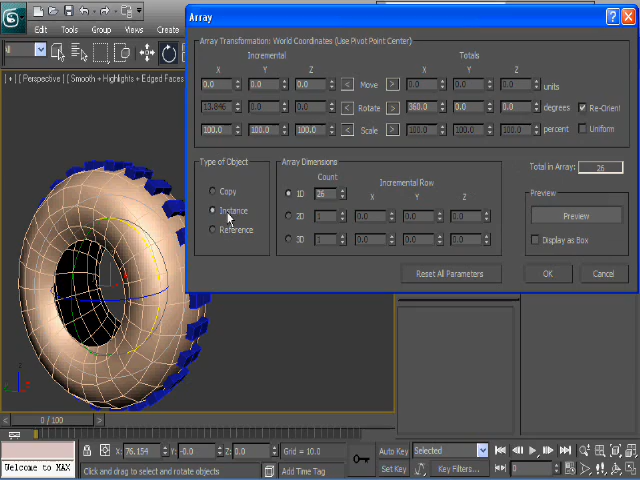 Array
Edit Tools Group Views Create
Array Transformation: World Coordinates (Use Pivot Point Center)
Incremental Totals
X Y Z X Y Z
0.0 0.0 0.0 < Move > 0.0 0.0 0.0 units
13.846 0.0 0.0 < Rotate > 360.0 0.0 0.0 degrees Re-Orient
100.0 100.0 100.0 < Scale > 100.0 100.0 100.0 percent Uniform
[ + ] [ Perspective ] [ Smooth + Highlights + Edged Faces
Type of Object
Copy
Instance
Reference
Array Dimensions
Count
Incremental Row
X Y Z
1D 26
2D 1 0.0 0.0 0.0
3D 1 0.0 0.0 0.0
Total in Array: 26
Preview
Preview
Display as Box
Reset All Parameters OK Cancel
0 / 100
X: 76.154 Y: -0.0 Z: 0.0 Grid = 10.0 Auto Key Selected
Welcome to MAX Click and drag to select and rotate objects Add Time Tag Set Key Key Filters... 0